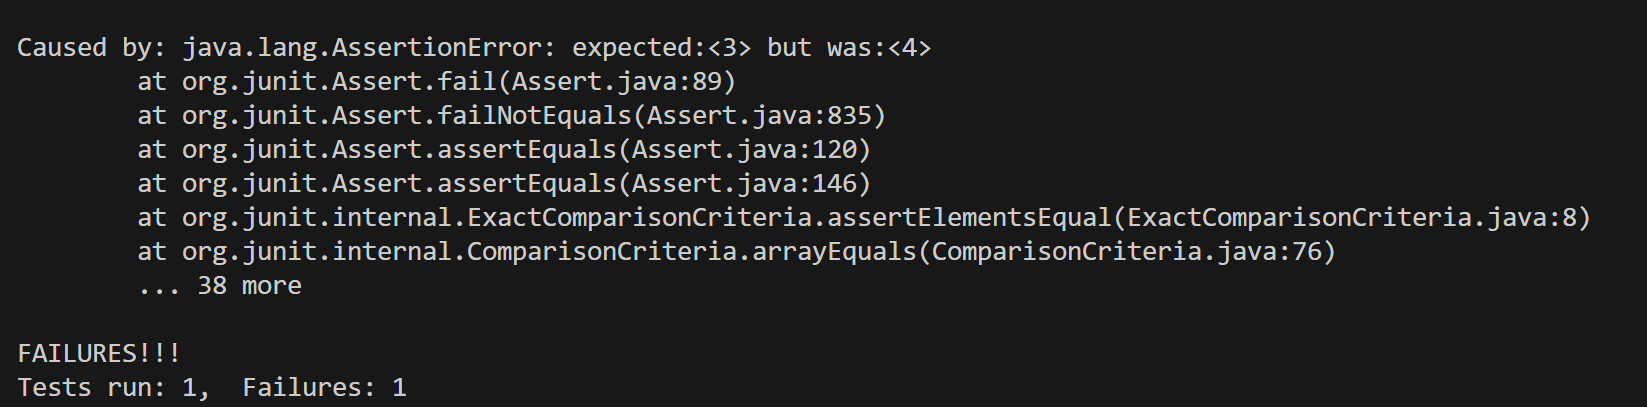 Caused by: java.lang.AssertionError: expected:<3> but was:<4>
at org.junit.Assert.fail(Assert.java:89)
at org.junit.Assert.failNotEquals(Assert.java:835)
at org.junit.Assert.assertEquals(Assert.java:120)
at org.junit.Assert.assertEquals(Assert.java:146)
at org.junit.internal.ExactComparisonCriteria.assertElementsEqual(ExactComparisonCriteria.java:8)
at org.junit.internal.ComparisonCriteria.arrayEquals(ComparisonCriteria.java:76)
... 38 more
FAILURES!!!
Tests run: 1,  Failures: 1